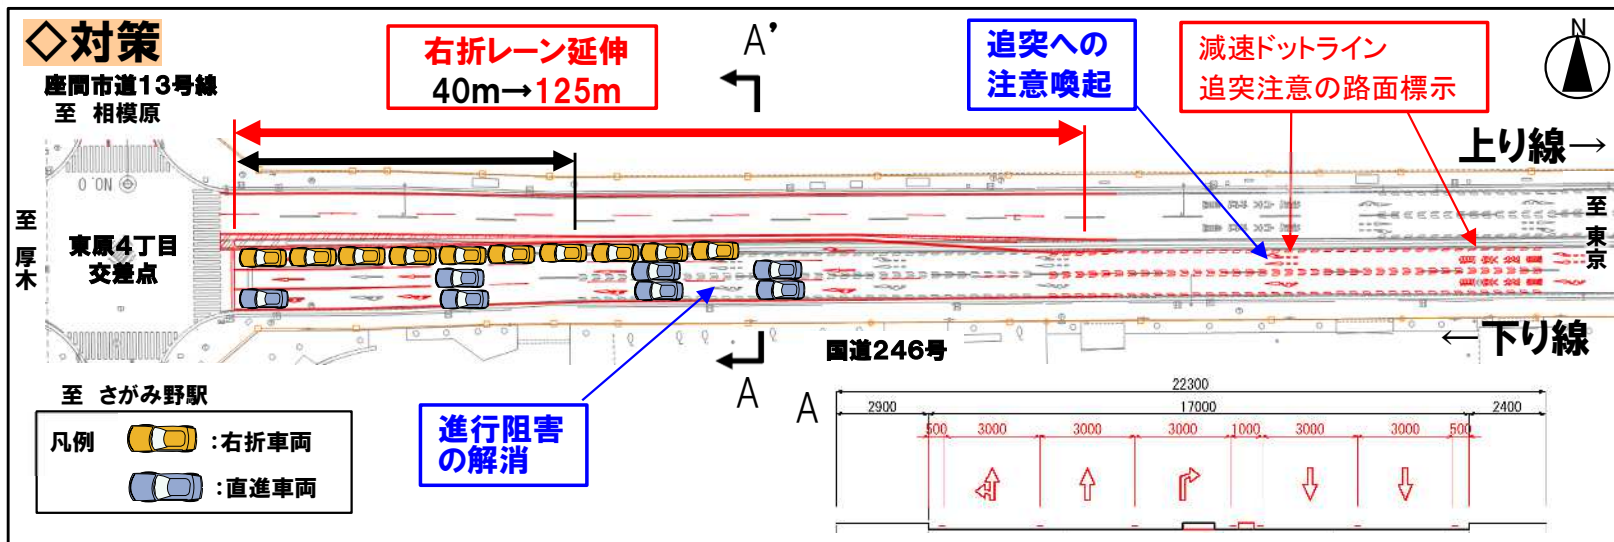 ◇対策
座間市道13号線
至 相模原
右折レーン延伸
40m→125m
A'
追突への
注意喚起
減速ドットライン
追突注意の路面標示
N
上り線→
NO.0
至 厚木
東原4丁目
交差点
至 東京
←下り線
国道246号
A
至 さがみ野駅
凡例
:右折車両
:直進車両
進行阻害
の解消
A
22300
2900 17000 2400
500 3000 3000 3000 1000 3000 3000 500